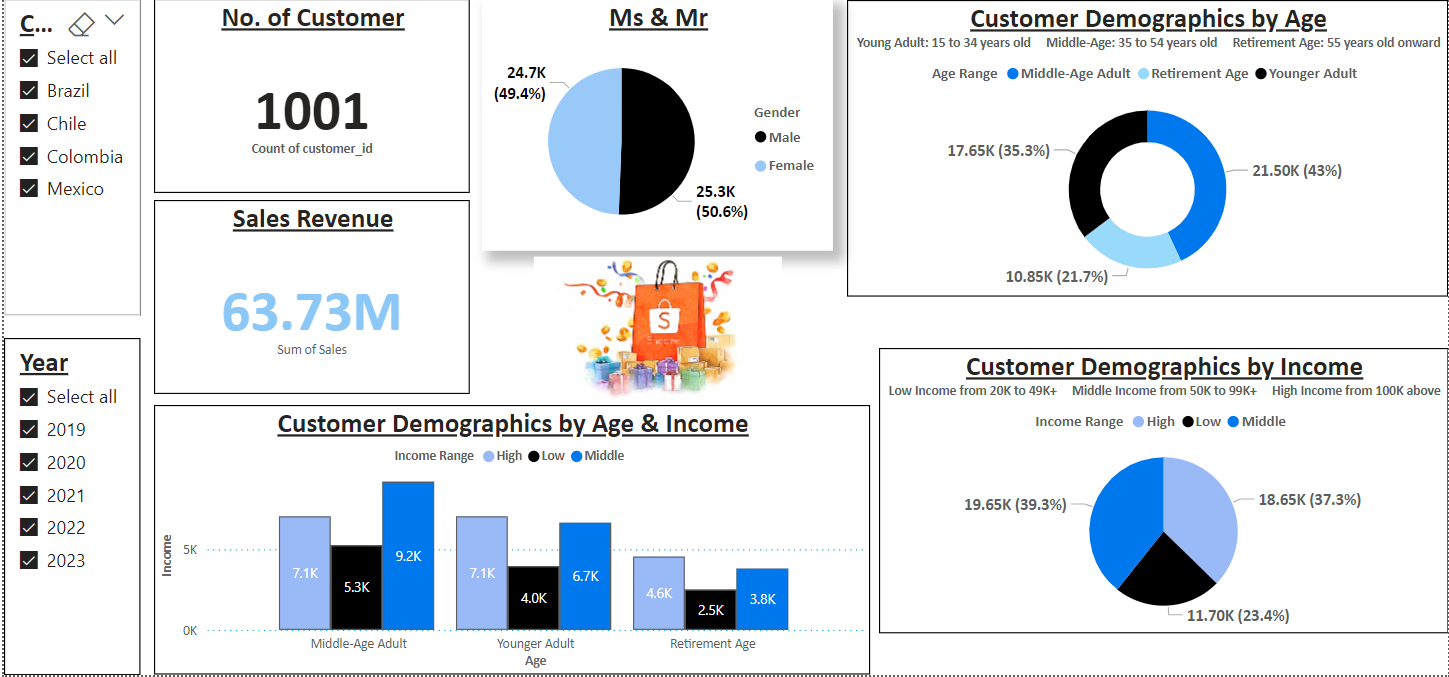 C...
Select all
Brazil
Chile
Colombia
Mexico
Year
Select all
2019
2020
2021
2022
2023
No. of Customer
1001
Count of customer_id
Sales Revenue
63.73M
Sum of Sales
Ms & Mr
24.7K
(49.4%)
25.3K
(50.6%)
Gender
Male
Female
S
Customer Demographics by Age
Young Adult: 15 to 34 years old Middle-Age: 35 to 54 years old Retirement Age: 55 years old onward
Age Range Middle-Age Adult Retirement Age Younger Adult
17.65K (35.3%)
21.50K (43%)
10.85K (21.7%)
Customer Demographics by Age & Income
Income Range High Low Middle
Income
5K
0K
7.1K
5.3K
9.2K
7.1K
4.0K
6.7K
4.6K
2.5K
3.8K
Middle-Age Adult
Younger Adult
Retirement Age
Age
Customer Demographics by Income
Low Income from 20K to 49K+ Middle Income from 50K to 99K+ High Income from 100K above
Income Range High Low Middle
19.65K (39.3%)
18.65K (37.3%)
11.70K (23.4%)